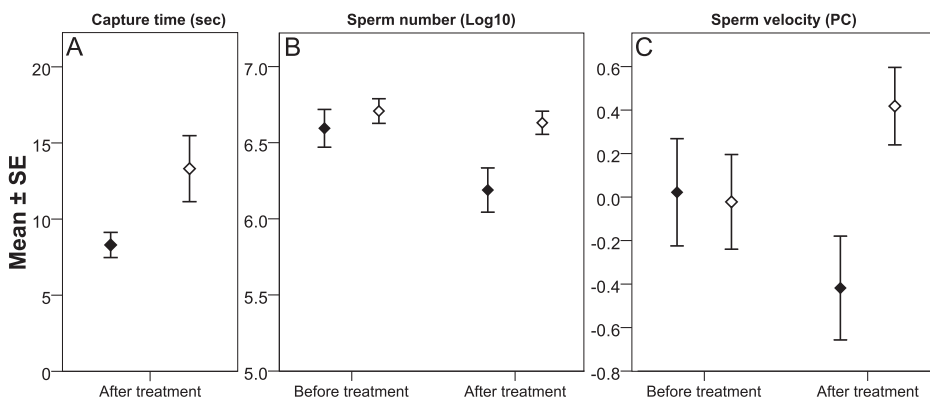 Capture time (sec)
Sperm number (Log10)
Sperm velocity (PC)
Mean ± SE
A
20
15
10
5
0
After treatment
B
7.0
6.5
6.0
5.5
5.0
Before treatment
After treatment
C
0.6
0.4
0.2
0.0
-0.2
-0.4
-0.6
-0.8
Before treatment
After treatment